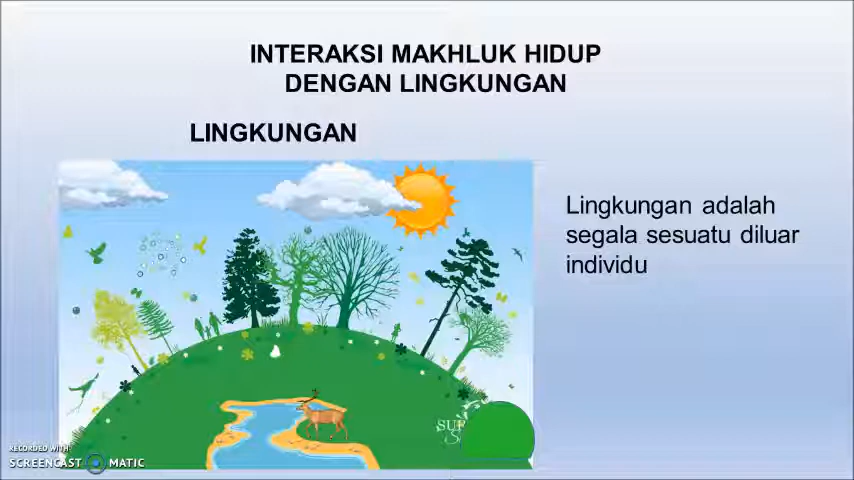 INTERAKSI MAKHLUK HIDUP
DENGAN LINGKUNGAN
LINGKUNGAN
Lingkungan adalah
segala sesuatu diluar
individu
RECORDED WITH
SCREENCAST MATIC